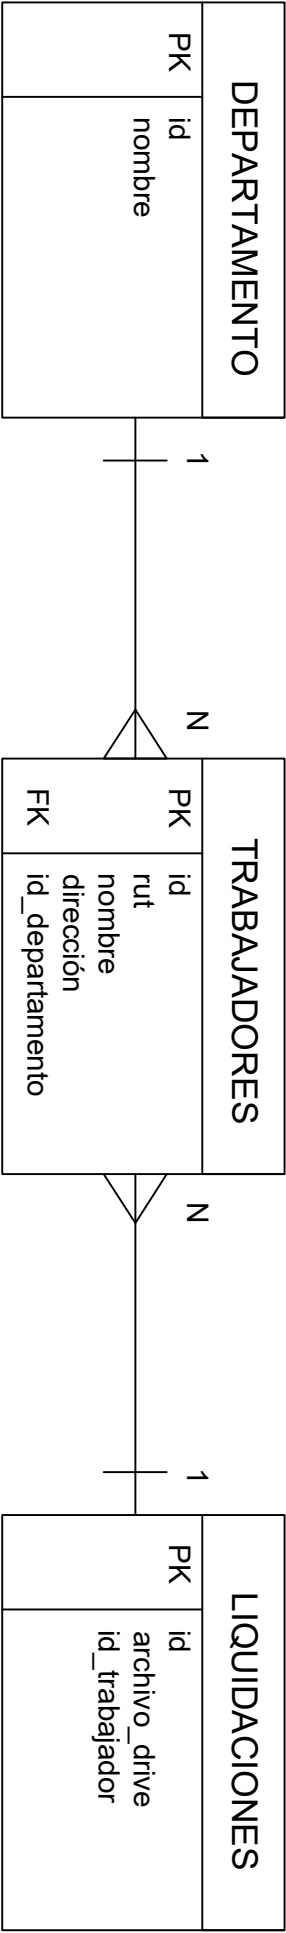 DEPARTAMENTO
PK id
nombre
1
N
TRABAJADORES
PK id
rut
nombre
dirección
FK id_departamento
N
1
LIQUIDACIONES
PK id
archivo_drive
id_trabajador